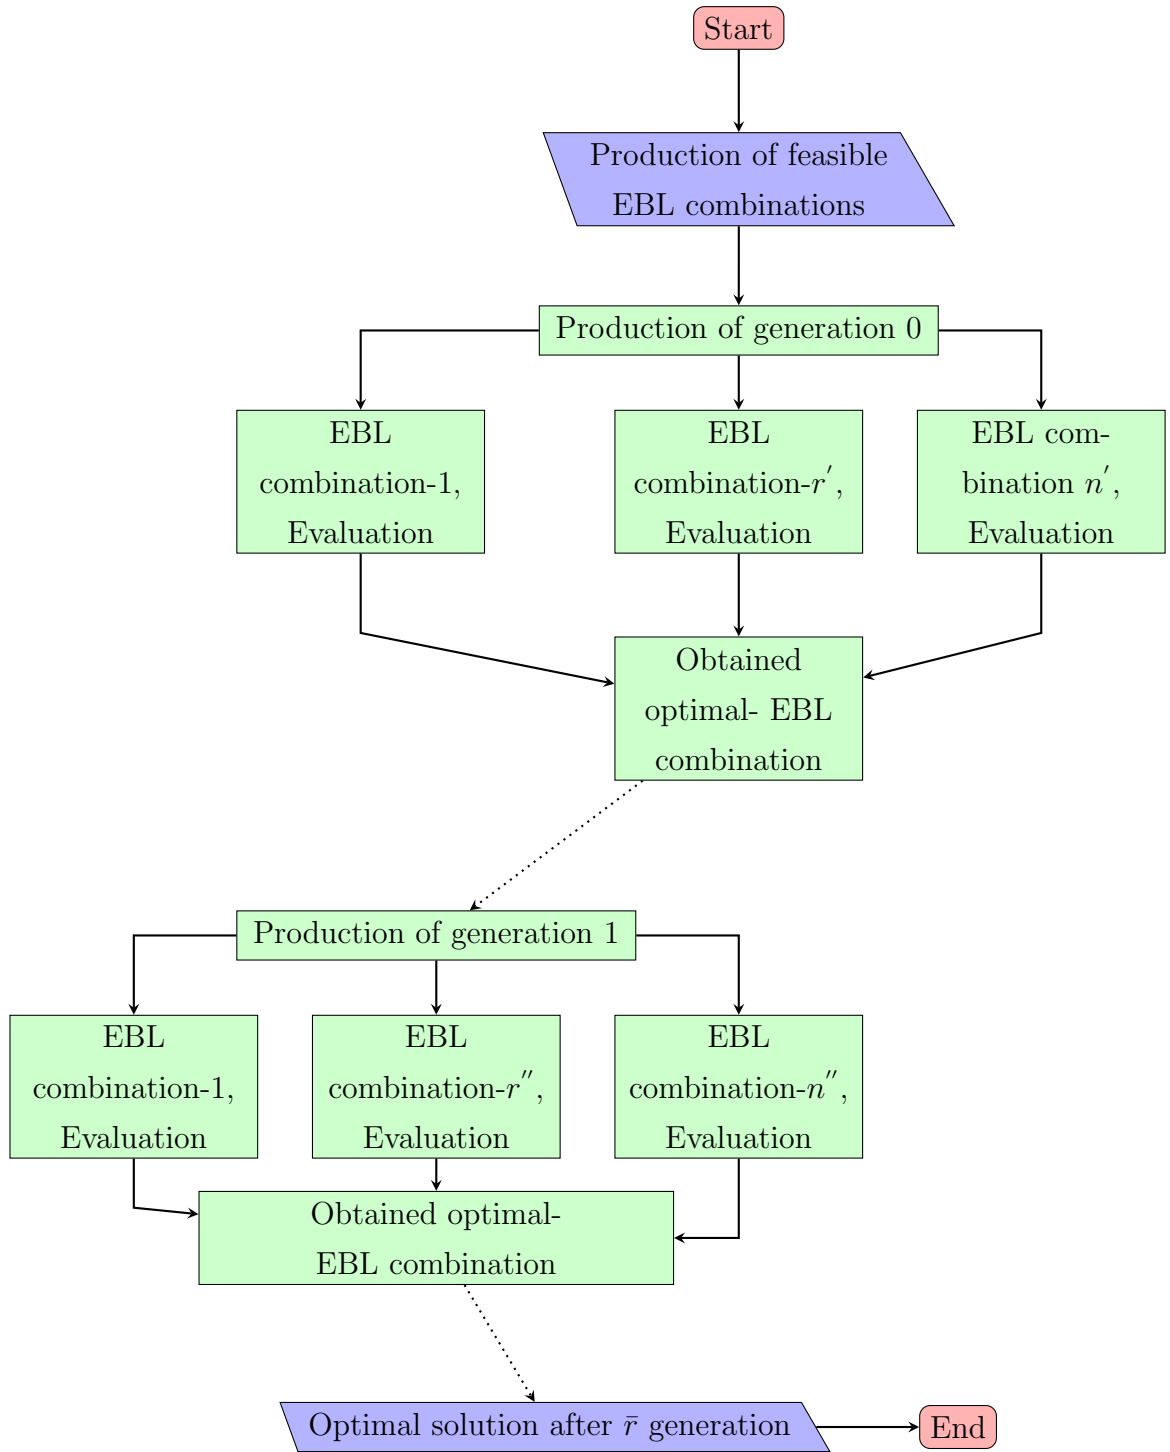 Start
Production of feasible
EBL combinations
Production of generation 0
EBL
combination-1,
Evaluation
EBL
combination-r′,
Evaluation
EBL com-
bination n′,
Evaluation
Obtained
optimal- EBL
combination
Production of generation 1
EBL
combination-1,
Evaluation
EBL
combination-r″,
Evaluation
EBL
combination-n″,
Evaluation
Obtained optimal-
EBL combination
Optimal solution after r̄ generation
End